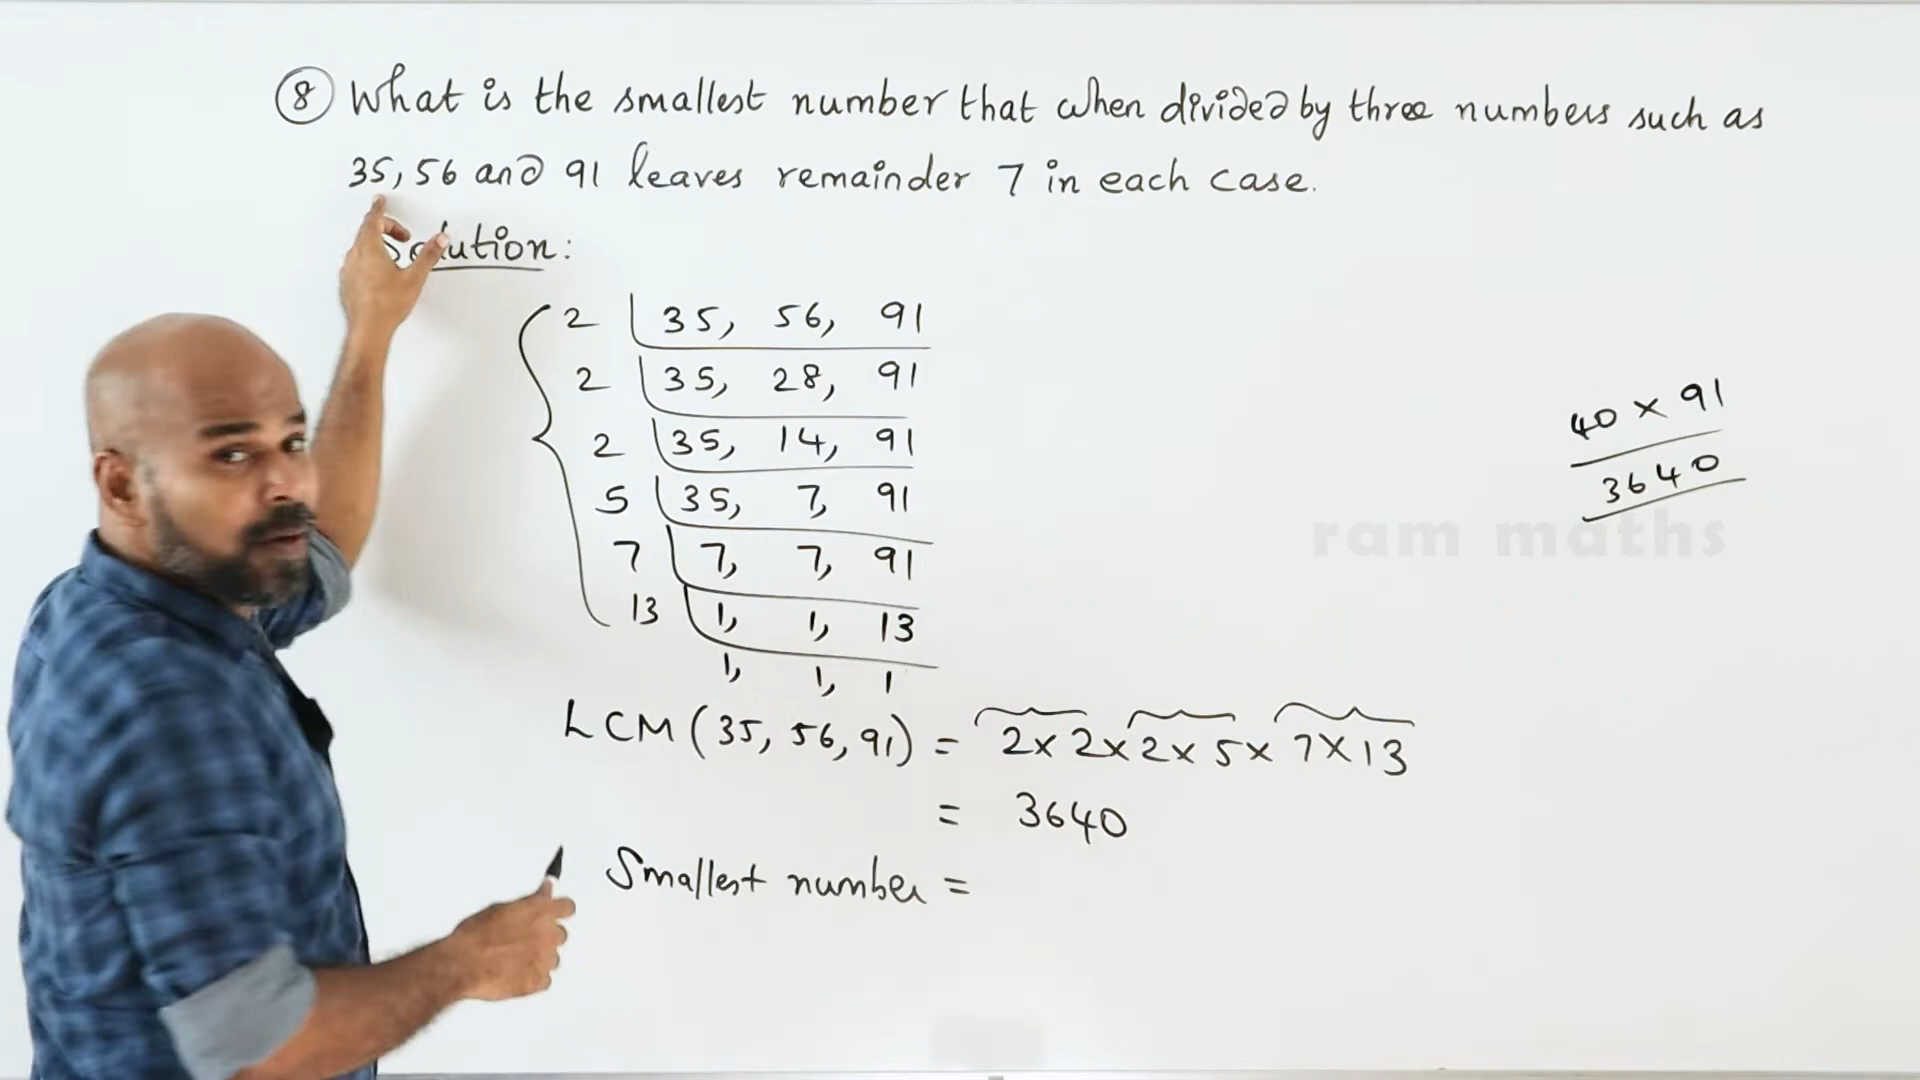 8 What is the smallest number that when divided by three numbers such as
35, 56 and 91 leaves remainder 7 in each case.
Solution:
2 35, 56, 91
2 35, 28, 91
2 35, 14, 91
5 35, 7, 91
7 7, 7, 91
13 1, 1, 13
1, 1, 1
LCM (35, 56, 91) = 2 x 2 x 2 x 5 x 7 x 13
= 3640
Smallest number =
40 x 91
3640
ram maths